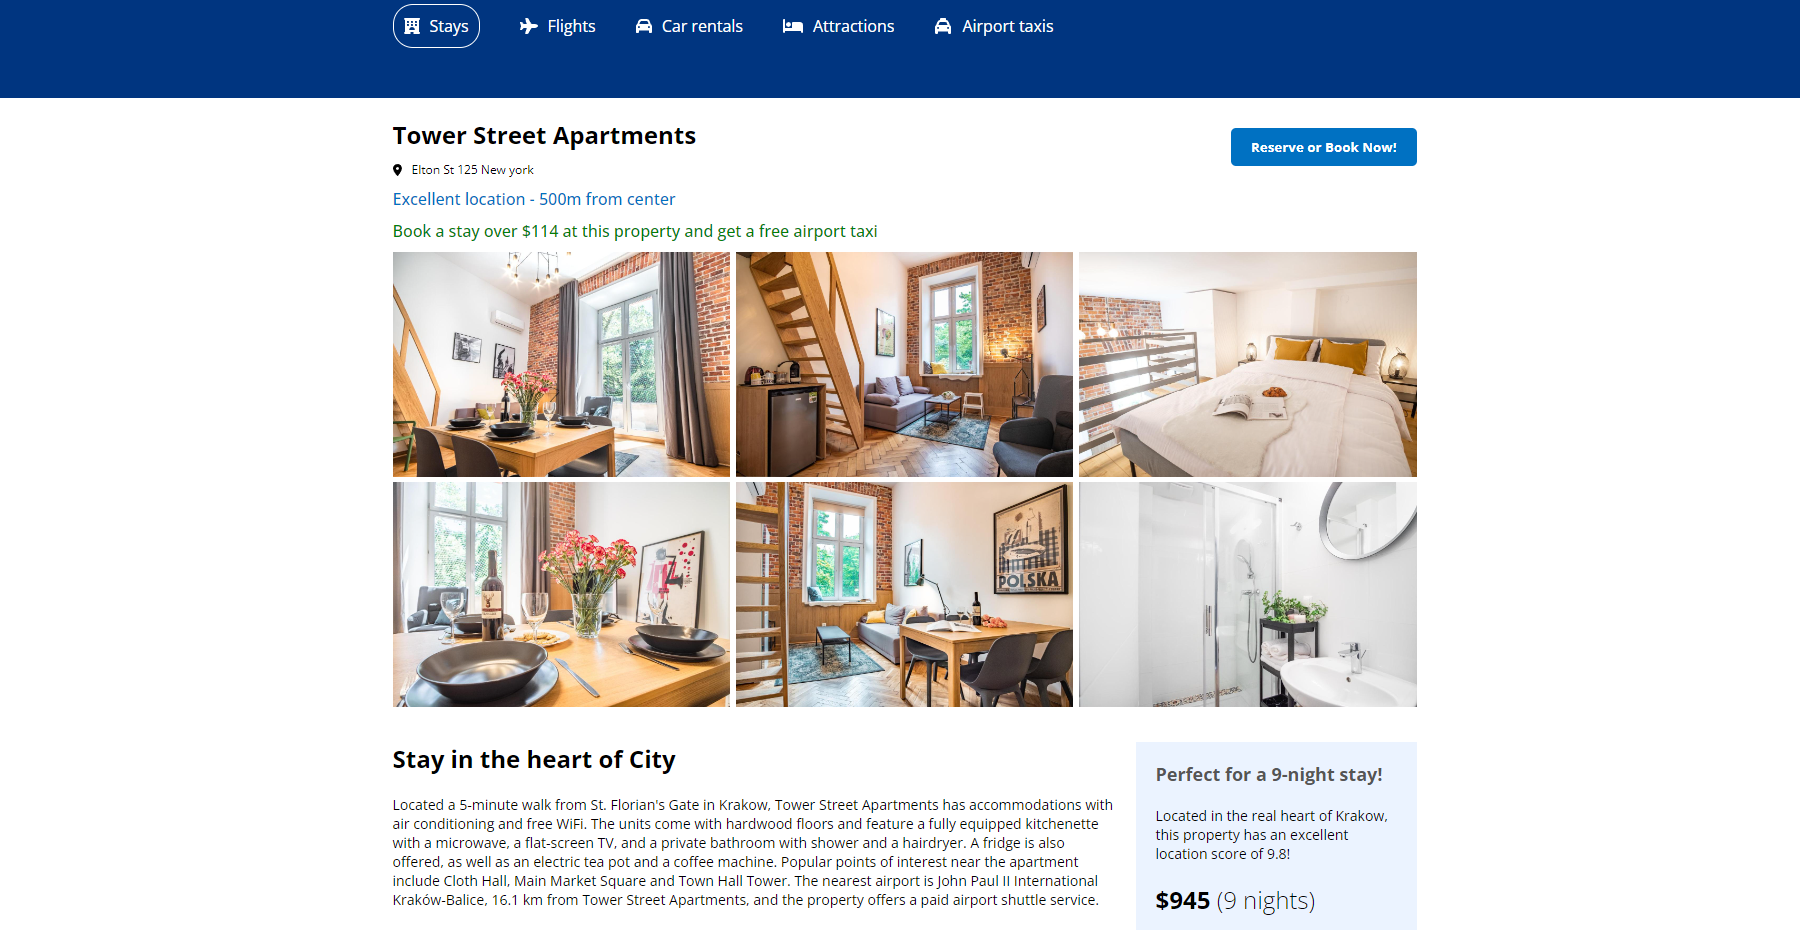 Stays Flights Car rentals Attractions Airport taxis
Tower Street Apartments
Reserve or Book Now!
Elton St 125 New york
Excellent location - 500m from center
Book a stay over $114 at this property and get a free airport taxi
POLSKA
Stay in the heart of City
Located a 5-minute walk from St. Florian's Gate in Krakow, Tower Street Apartments has accommodations with
air conditioning and free WiFi. The units come with hardwood floors and feature a fully equipped kitchenette
with a microwave, a flat-screen TV, and a private bathroom with shower and a hairdryer. A fridge is also
offered, as well as an electric tea pot and a coffee machine. Popular points of interest near the apartment
include Cloth Hall, Main Market Square and Town Hall Tower. The nearest airport is John Paul II International
Kraków-Balice, 16.1 km from Tower Street Apartments, and the property offers a paid airport shuttle service.
Perfect for a 9-night stay!
Located in the real heart of Krakow,
this property has an excellent
location score of 9.8!
$945 (9 nights)